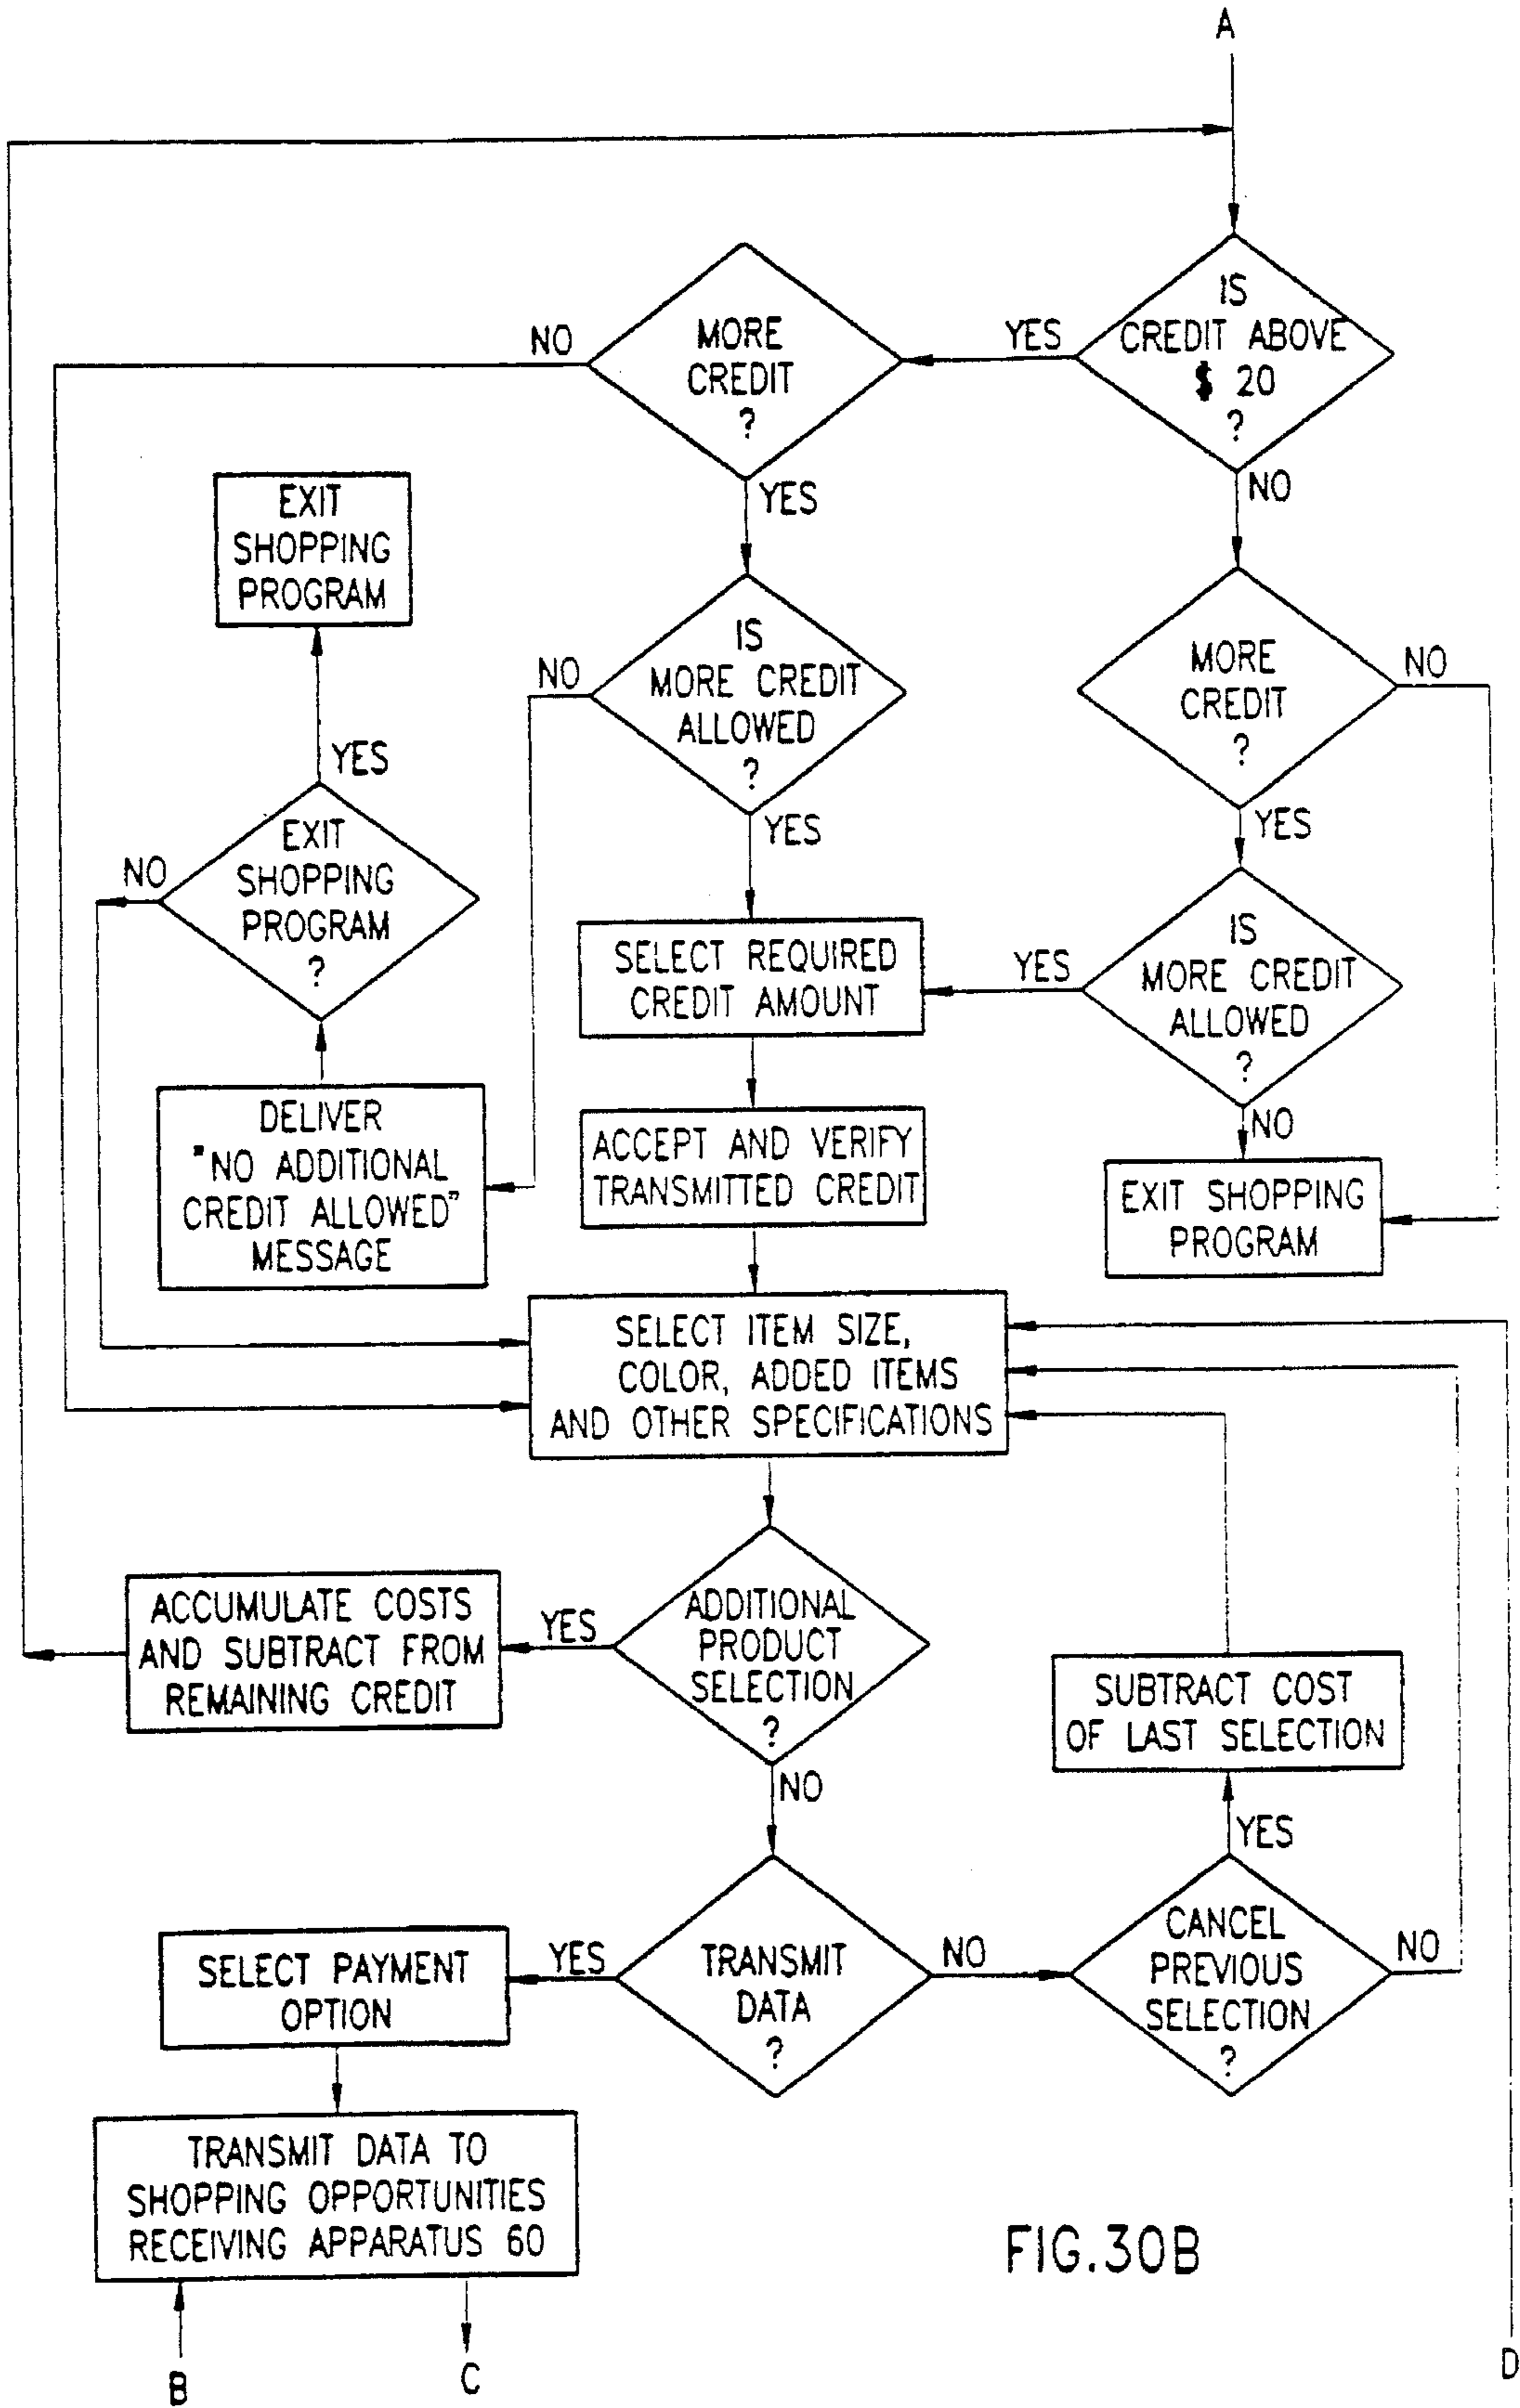 A
IS
CREDIT ABOVE
$ 20
?
YES
NO
MORE
CREDIT
?
NO
YES
EXIT
SHOPPING
PROGRAM
IS
MORE CREDIT
ALLOWED
?
NO
YES
MORE
CREDIT
?
NO
YES
YES
EXIT
SHOPPING
PROGRAM
?
NO
SELECT REQUIRED
CREDIT AMOUNT
YES
IS
MORE CREDIT
ALLOWED
?
NO
DELIVER
"NO ADDITIONAL
CREDIT ALLOWED"
MESSAGE
ACCEPT AND VERIFY
TRANSMITTED CREDIT
EXIT SHOPPING
PROGRAM
SELECT ITEM SIZE,
COLOR, ADDED ITEMS
AND OTHER SPECIFICATIONS
ACCUMULATE COSTS
AND SUBTRACT FROM
REMAINING CREDIT
YES
ADDITIONAL
PRODUCT
SELECTION
?
NO
SUBTRACT COST
OF LAST SELECTION
YES
SELECT PAYMENT
OPTION
YES
TRANSMIT
DATA
?
NO
CANCEL
PREVIOUS
SELECTION
?
NO
TRANSMIT DATA TO
SHOPPING OPPORTUNITIES
RECEIVING APPARATUS 60
FIG.30B
B
C
D